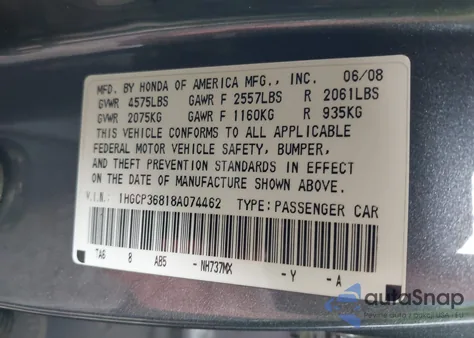 MFD. BY HONDA OF AMERICA MFG., INC. 06/08
GVWR 4575LBS GAWR F 2557LBS R 2061LBS
GVWR 2075KG GAWR F 1160KG R 935KG
THIS VEHICLE CONFORMS TO ALL APPLICABLE
FEDERAL MOTOR VEHICLE SAFETY, BUMPER,
AND THEFT PREVENTION STANDARDS IN EFFECT
ON THE DATE OF MANUFACTURE SHOWN ABOVE.
V.I.N.: 1HGCP36818A074462 TYPE: PASSENGER CAR
TA6 8 AB5 -NH737MX -Y -A
autoSnap